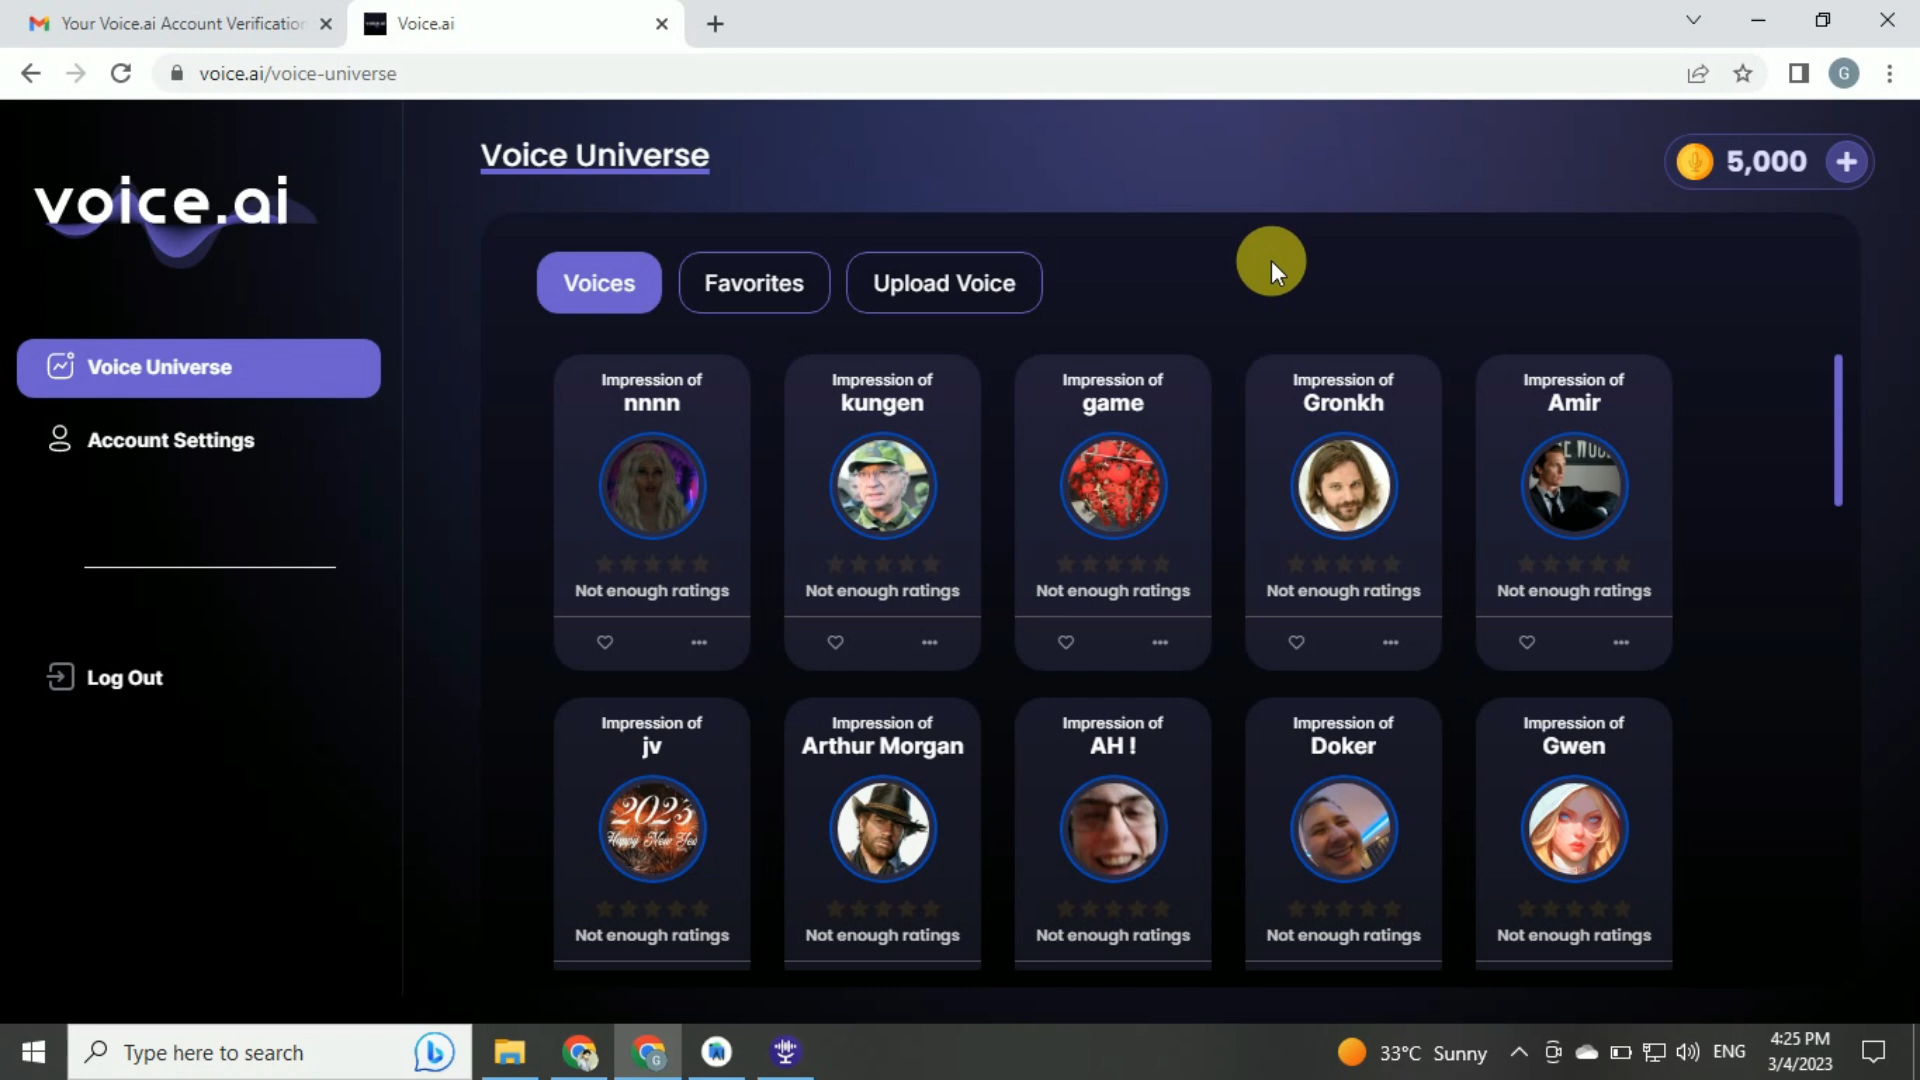 Your Voice.ai Account Verification
Voice.ai
voice.ai/voice-universe
G
voice.ai
Voice Universe
5,000
Voices
Favorites
Upload Voice
Voice Universe
Account Settings
Log Out
Impression of
nnnn
Not enough ratings
Impression of
kungen
Not enough ratings
Impression of
game
Not enough ratings
Impression of
Gronkh
Not enough ratings
Impression of
Amir
Not enough ratings
Impression of
jv
2023
Happy New Year
Not enough ratings
Impression of
Arthur Morgan
Not enough ratings
Impression of
AH !
Not enough ratings
Impression of
Doker
Not enough ratings
Impression of
Gwen
Not enough ratings
Type here to search
33°C Sunny
ENG
4:25 PM
3/4/2023